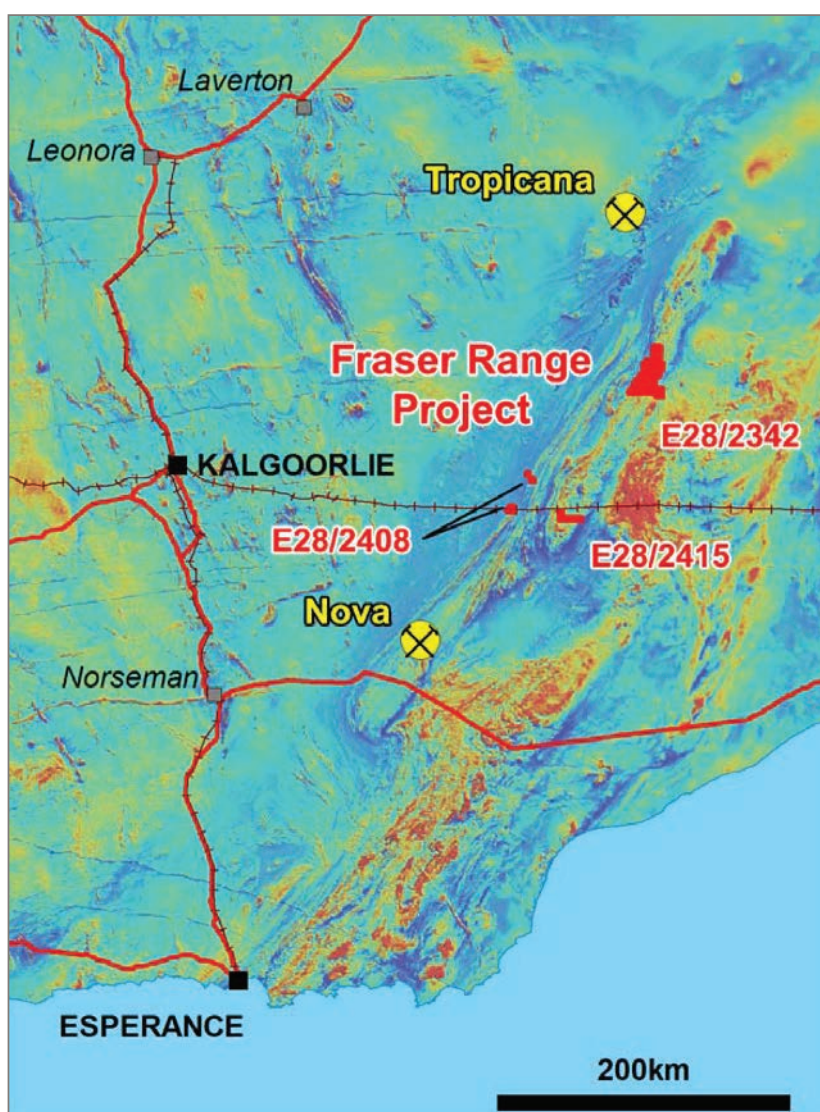 Laverton
Leonora
Tropicana
Fraser Range
Project
E28/2342
KALGOORLIE
E28/2408
E28/2415
Nova
Norseman
ESPERANCE
200km